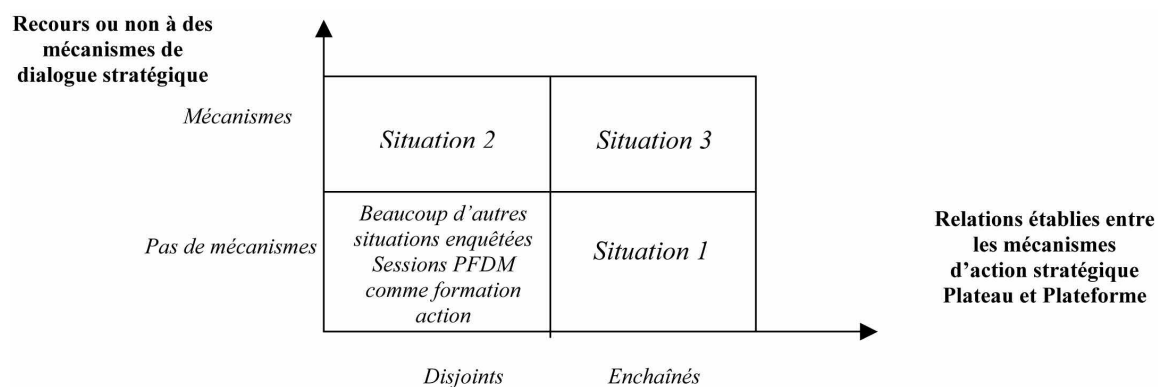 Recours ou non à des
mécanismes de
dialogue stratégique
Mécanismes
Situation 2
Situation 3
Pas de mécanismes
Beaucoup d’autres
situations enquêtées
Sessions PFDM
comme formation
action
Situation 1
Relations établies entre
les mécanismes
d’action stratégique
Plateau et Plateforme
Disjoints
Enchaînés